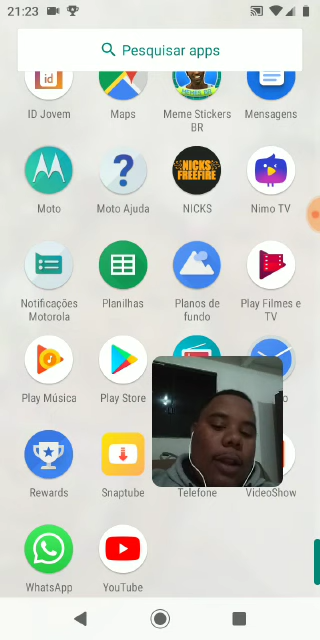 21:23
Pesquisar apps
ID Jovem
Maps
Meme Stickers BR
Mensagens
Moto
Moto Ajuda
NICKS
Nimo TV
Notificações Motorola
Planilhas
Planos de fundo
Play Filmes e TV
Play Música
Play Store
Rewards
Snaptube
Telefone
VideoShow
WhatsApp
YouTube
id
NICKS
FREEFIRE